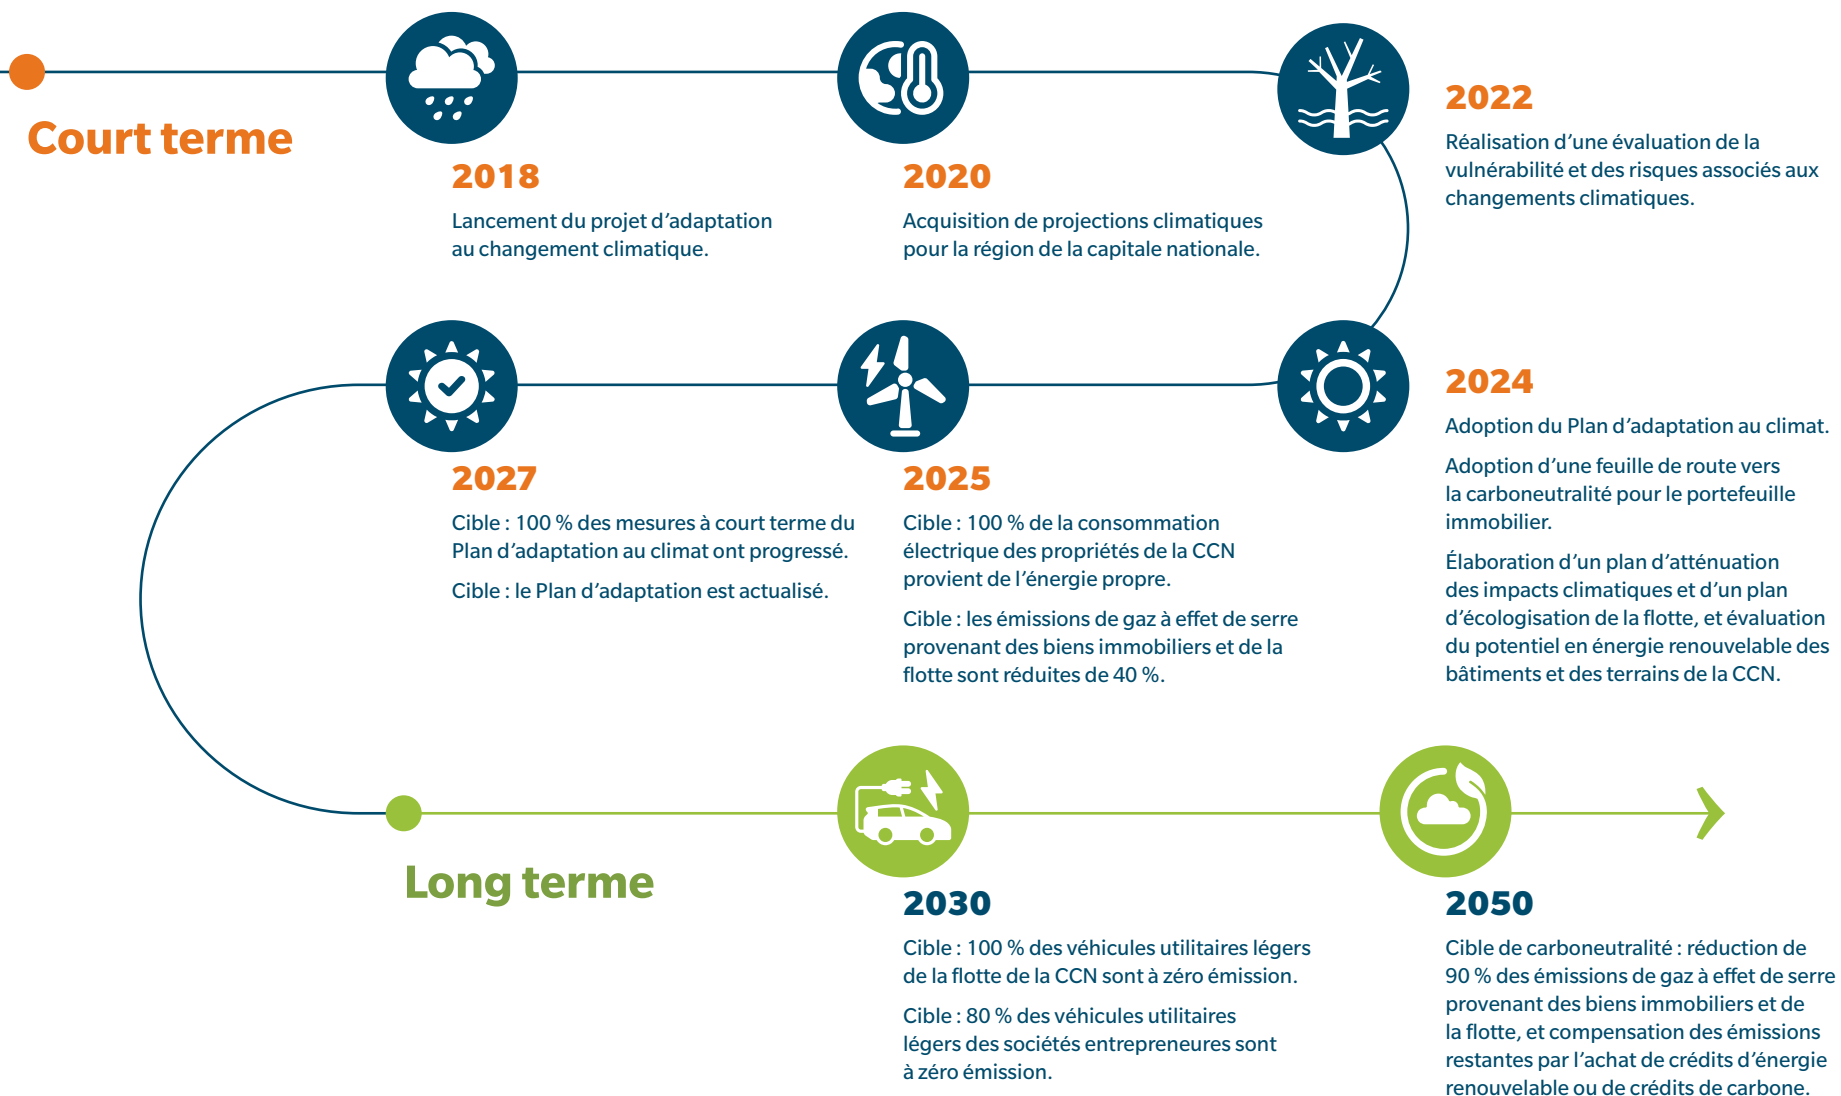 Court terme
2018
Lancement du projet d’adaptation
au changement climatique.
2020
Acquisition de projections climatiques
pour la région de la capitale nationale.
2022
Réalisation d’une évaluation de la
vulnérabilité et des risques associés aux
changements climatiques.
2024
Adoption du Plan d’adaptation au climat.
Adoption d’une feuille de route vers
la carboneutralité pour le portefeuille
immobilier.
Élaboration d’un plan d’atténuation
des impacts climatiques et d’un plan
d’écologisation de la flotte, et évaluation
du potentiel en énergie renouvelable des
bâtiments et des terrains de la CCN.
2025
Cible : 100 % de la consommation
électrique des propriétés de la CCN
provient de l’énergie propre.
Cible : les émissions de gaz à effet de serre
provenant des biens immobiliers et de la
flotte sont réduites de 40 %.
2027
Cible : 100 % des mesures à court terme du
Plan d’adaptation au climat ont progressé.
Cible : le Plan d’adaptation est actualisé.
Long terme
2030
Cible : 100 % des véhicules utilitaires légers
de la flotte de la CCN sont à zéro émission.
Cible : 80 % des véhicules utilitaires
légers des sociétés entrepreneures sont
à zéro émission.
2050
Cible de carboneutralité : réduction de
90 % des émissions de gaz à effet de serre
provenant des biens immobiliers et de
la flotte, et compensation des émissions
restantes par l’achat de crédits d’énergie
renouvelable ou de crédits de carbone.